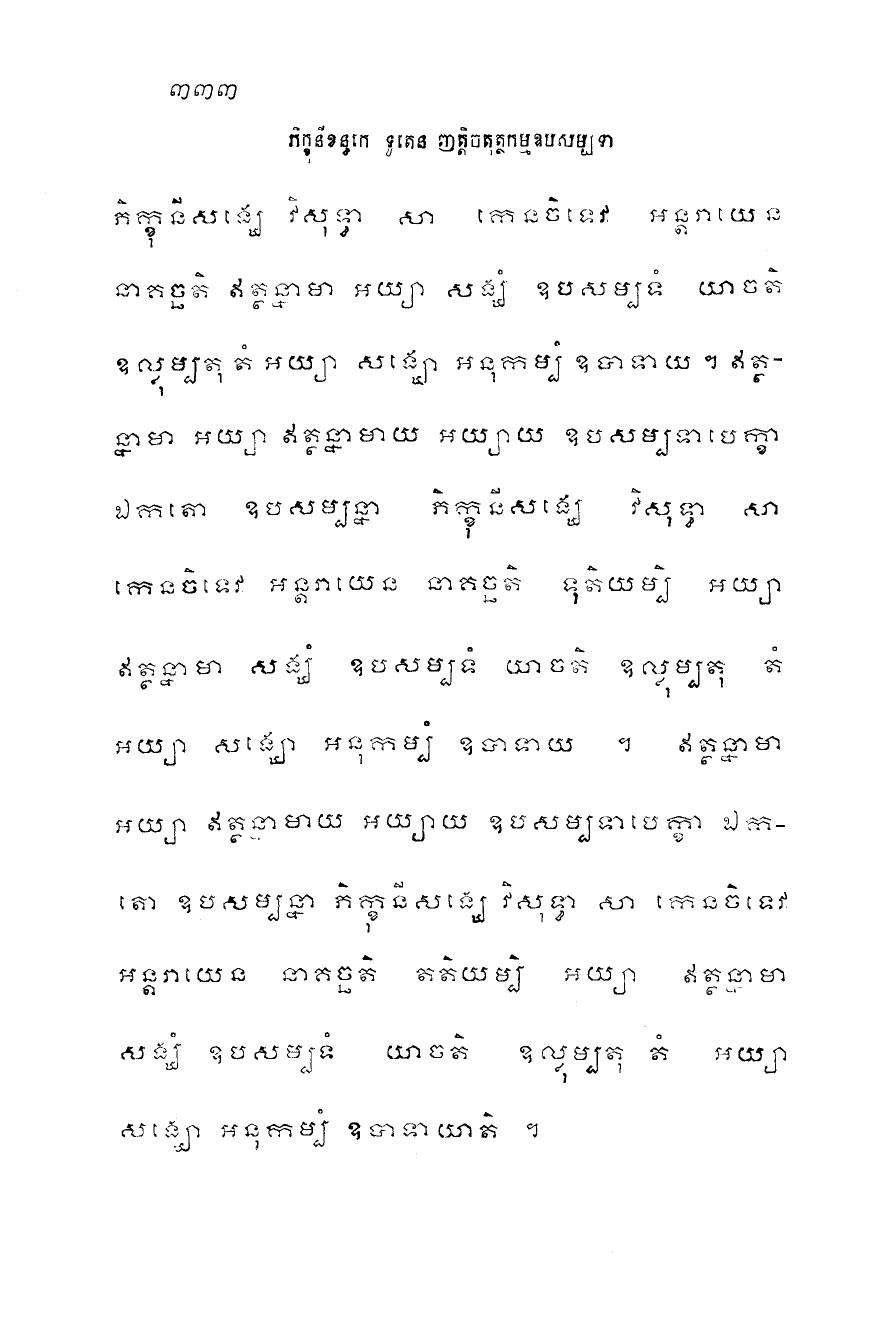 ៣៣៣
ភិក្ខុនីខន្ធកេ ទូតេន ញត្តិចតុត្ថកម្មឧបសម្បទា
ភិក្ខុនីសង្ឃេ វិសុទ្ធា សា កេនចិទេវ អន្តរាយេន
នាគច្ឆតិ ឥត្ថន្នាមា អយ្យា សង្ឃំ ឧបសម្បទំ យាចតិ
ឧល្លុម្បតុ តំ អយ្យា សង្ឃោ អនុកម្បំ ឧបាទាយ ។ ឥត្ថ-
ន្នាមា អយ្យា ឥត្ថន្នាមាយ អយ្យាយ ឧបសម្បទាបេក្ខា
ឯកតោ ឧបសម្បន្នា ភិក្ខុនីសង្ឃេ វិសុទ្ធា សា
កេនចិទេវ អន្តរាយេន នាគច្ឆតិ ទុតិយម្បិ អយ្យា
ឥត្ថន្នាមា សង្ឃំ ឧបសម្បទំ យាចតិ ឧល្លុម្បតុ តំ
អយ្យា សង្ឃោ អនុកម្បំ ឧបាទាយ ។ ឥត្ថន្នាមា
អយ្យា ឥត្ថន្នាមាយ អយ្យាយ ឧបសម្បទាបេក្ខា ឯក-
តោ ឧបសម្បន្នា ភិក្ខុនីសង្ឃេ វិសុទ្ធា សា កេនចិទេវ
អន្តរាយេន នាគច្ឆតិ តតិយម្បិ អយ្យា ឥត្ថន្នាមា
សង្ឃំ ឧបសម្បទំ យាចតិ ឧល្លុម្បតុ តំ អយ្យា
សង្ឃោ អនុកម្បំ ឧបាទាយាតិ ។